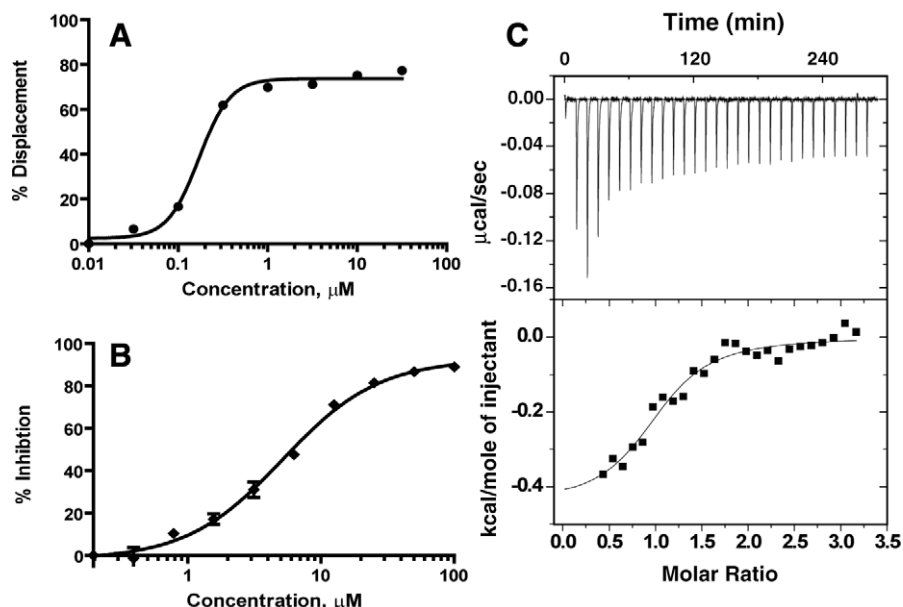 A
100
80
60
40
20
0
% Displacement
0.01 0.1 1 10 100
Concentration, μM
B
100
80
60
40
20
0
% Inhibtion
1 10 100
Concentration, μM
C
Time (min)
0 120 240
0.00
-0.04
-0.08
-0.12
-0.16
μcal/sec
0.0
-0.2
-0.4
kcal/mole of injectant
0.0 0.5 1.0 1.5 2.0 2.5 3.0 3.5
Molar Ratio